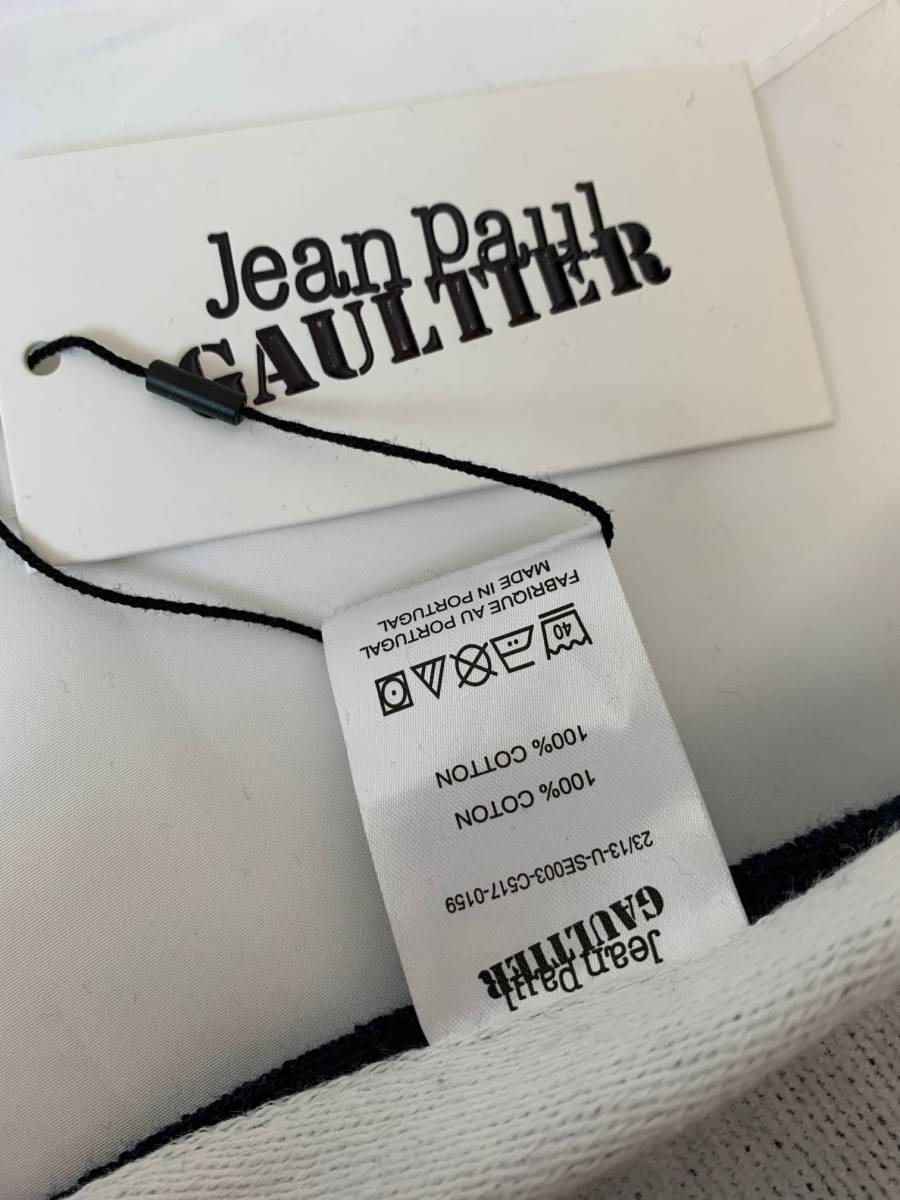 Jean Paul
GAULTIER
Jean Paul
GAULTIER
23/13-U-SE003-C517-0159
100% COTON
100% COTTON
40
FABRIQUE AU PORTUGAL
MADE IN PORTUGAL